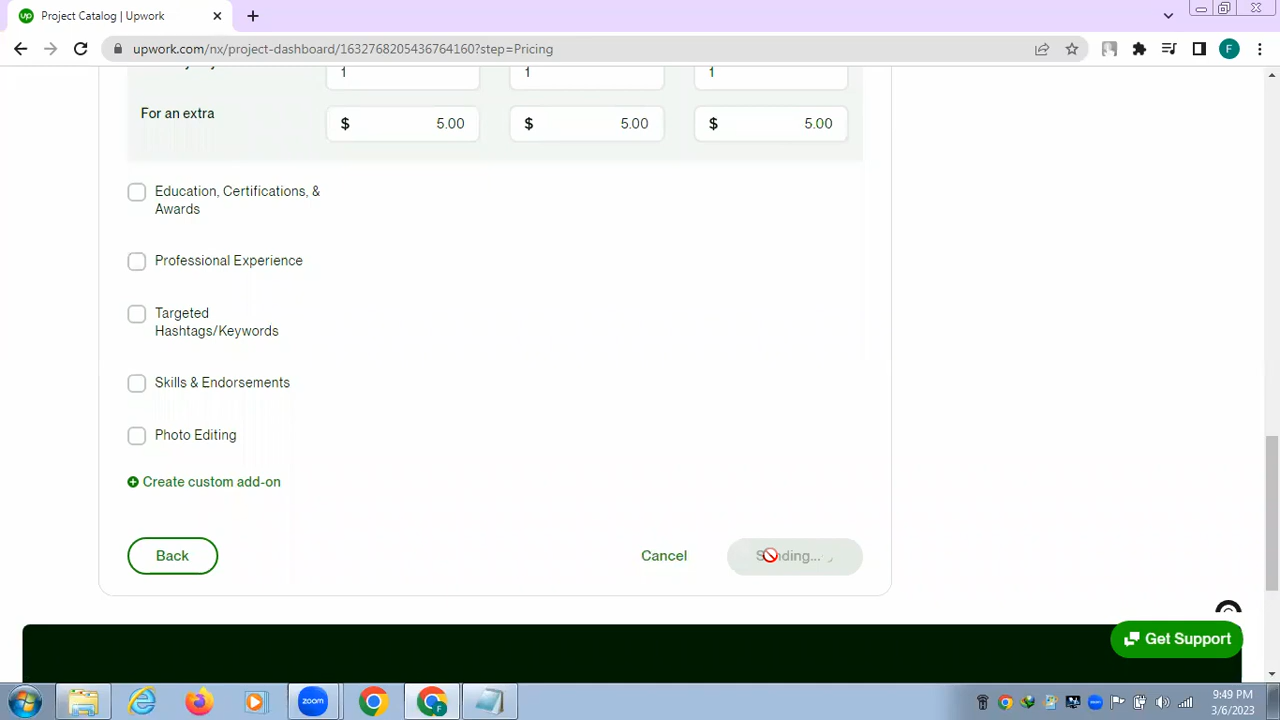 Project Catalog | Upwork
upwork.com/nx/project-dashboard/1632768205436764160?step=Pricing
F
1 1 1
For an extra
$ 5.00 $ 5.00 $ 5.00
Education, Certifications, &
Awards
Professional Experience
Targeted
Hashtags/Keywords
Skills & Endorsements
Photo Editing
Create custom add-on
Back
Cancel
Sending...
Get Support
zoom
F
9:49 PM
3/6/2023